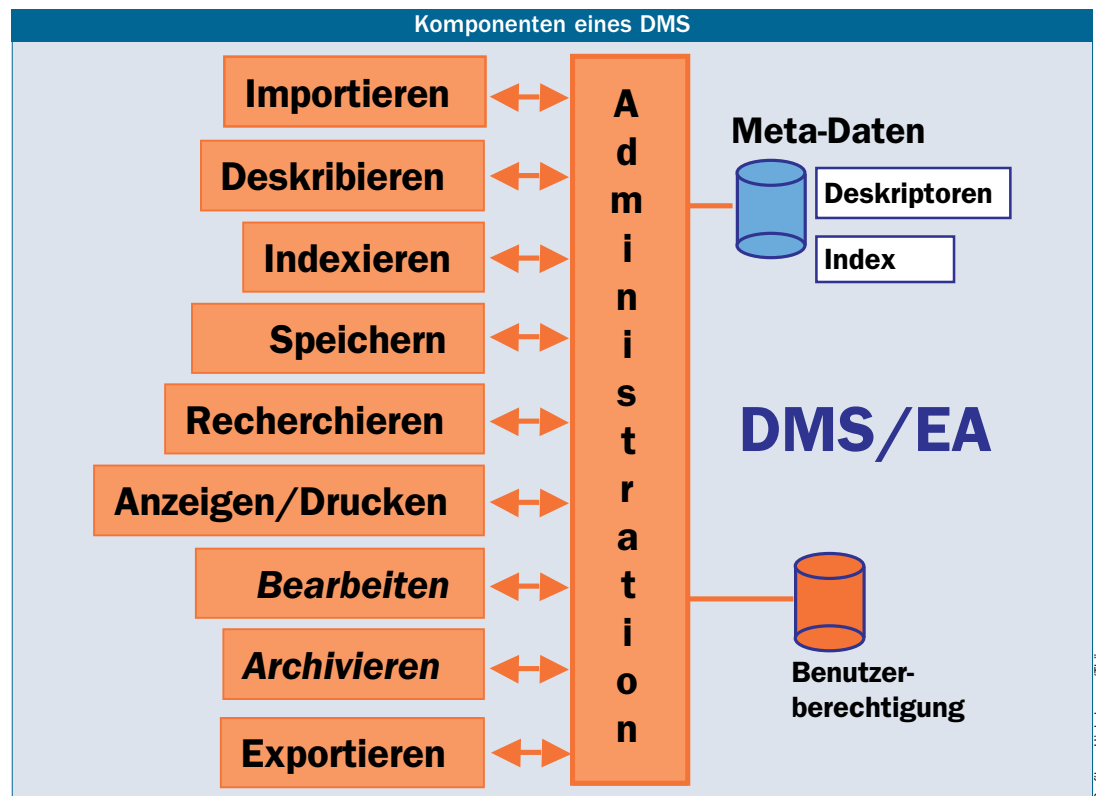 Komponenten eines DMS
Importieren
Deskribieren
Indexieren
Speichern
Recherchieren
Anzeigen/Drucken
Bearbeiten
Archivieren
Exportieren
Administration
Meta-Daten
Deskriptoren
Index
DMS/EA
Benutzer-
berechtigung